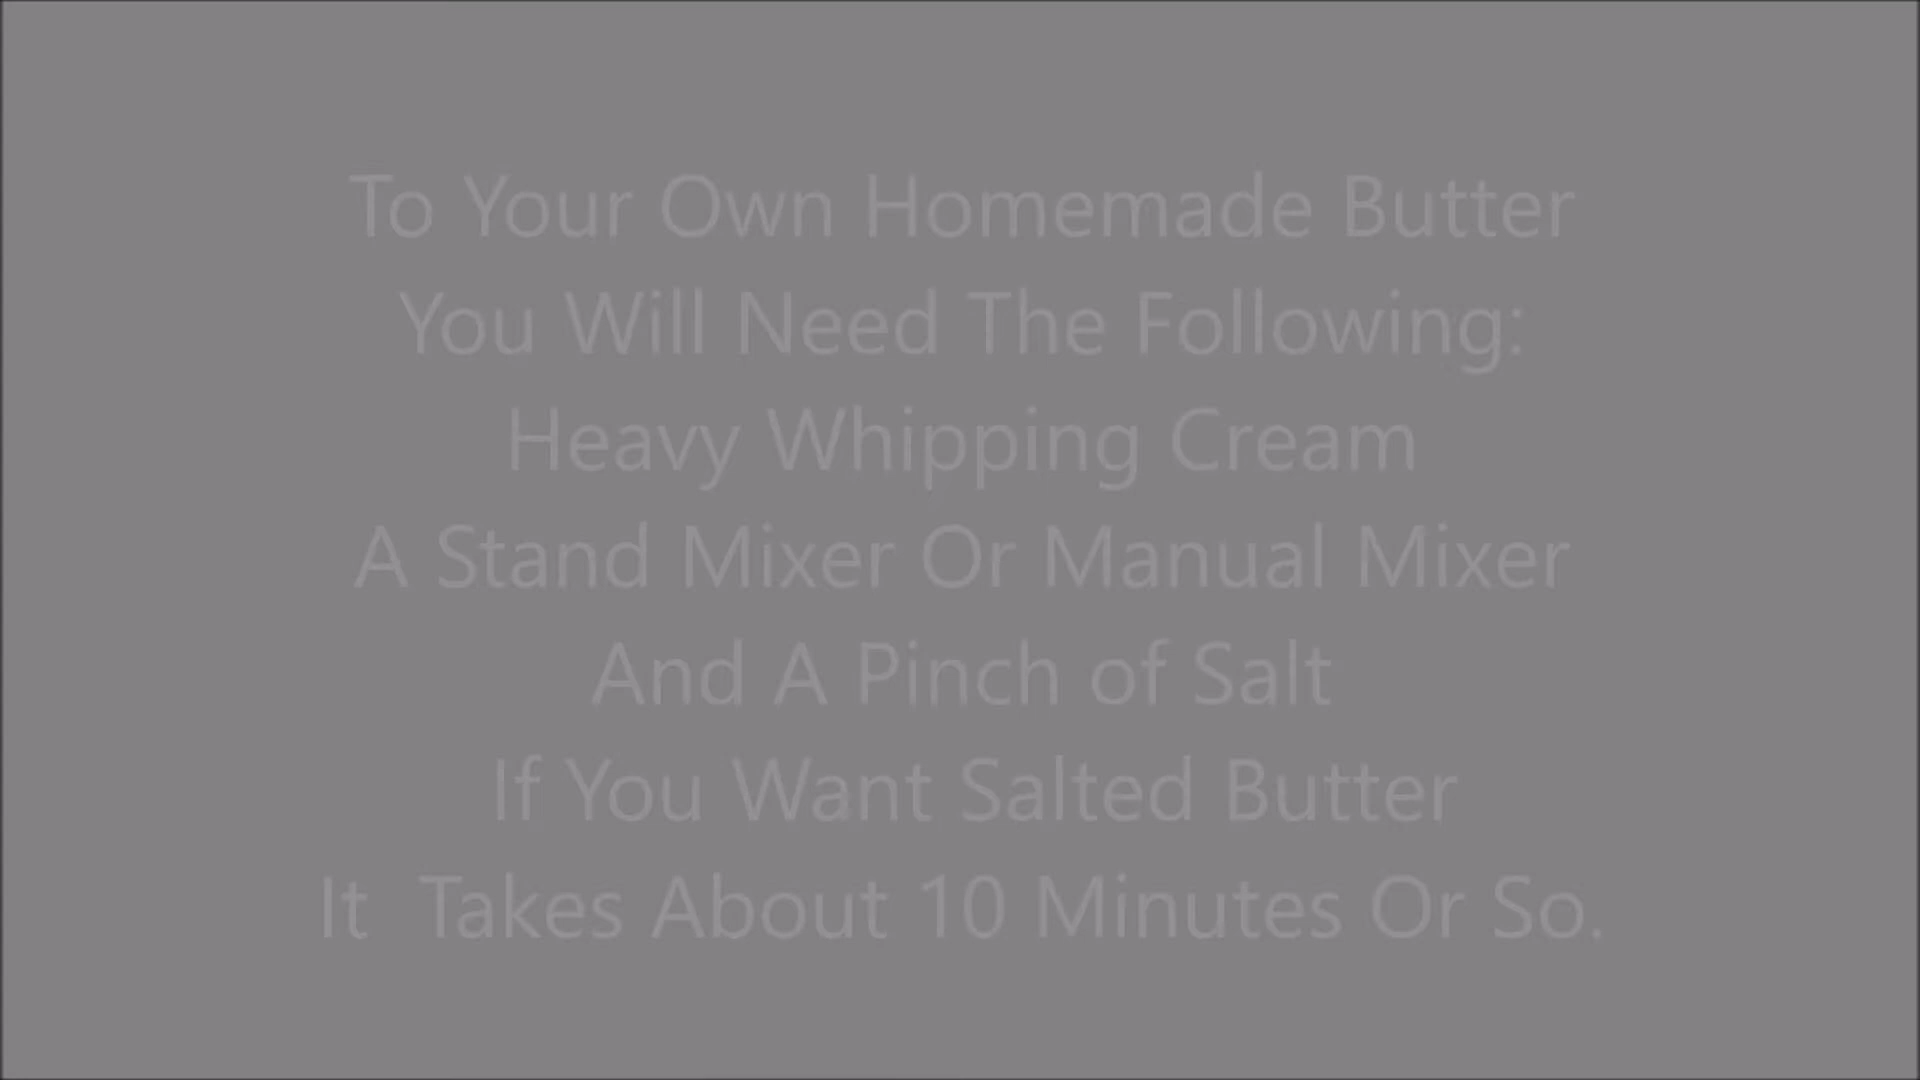 To Your Own Homemade Butter
You Will Need The Following:
Heavy Whipping Cream
A Stand Mixer Or Manual Mixer
And A Pinch of Salt
If You Want Salted Butter
It  Takes About 10 Minutes Or So.